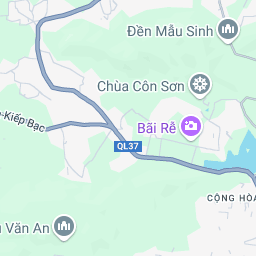 Đền Mẫu Sinh
Chùa Côn Sơn
Kiếp Bạc
Bãi Rễ
QL37
CỘNG HÒA
Văn An